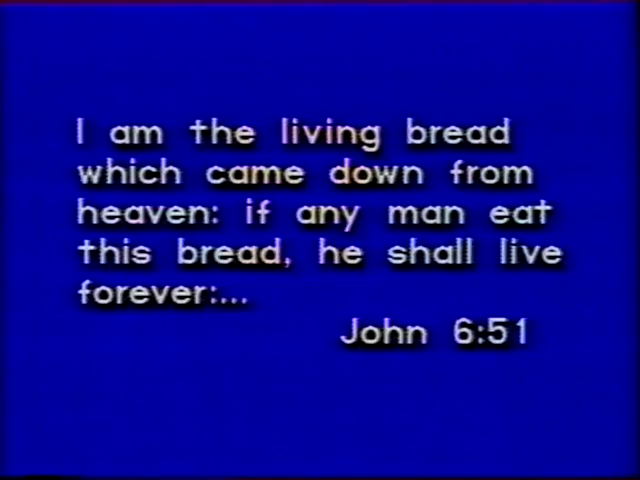 I am the living bread
which came down from
heaven: if any man eat
this bread, he shall live
forever:...
John 6:51